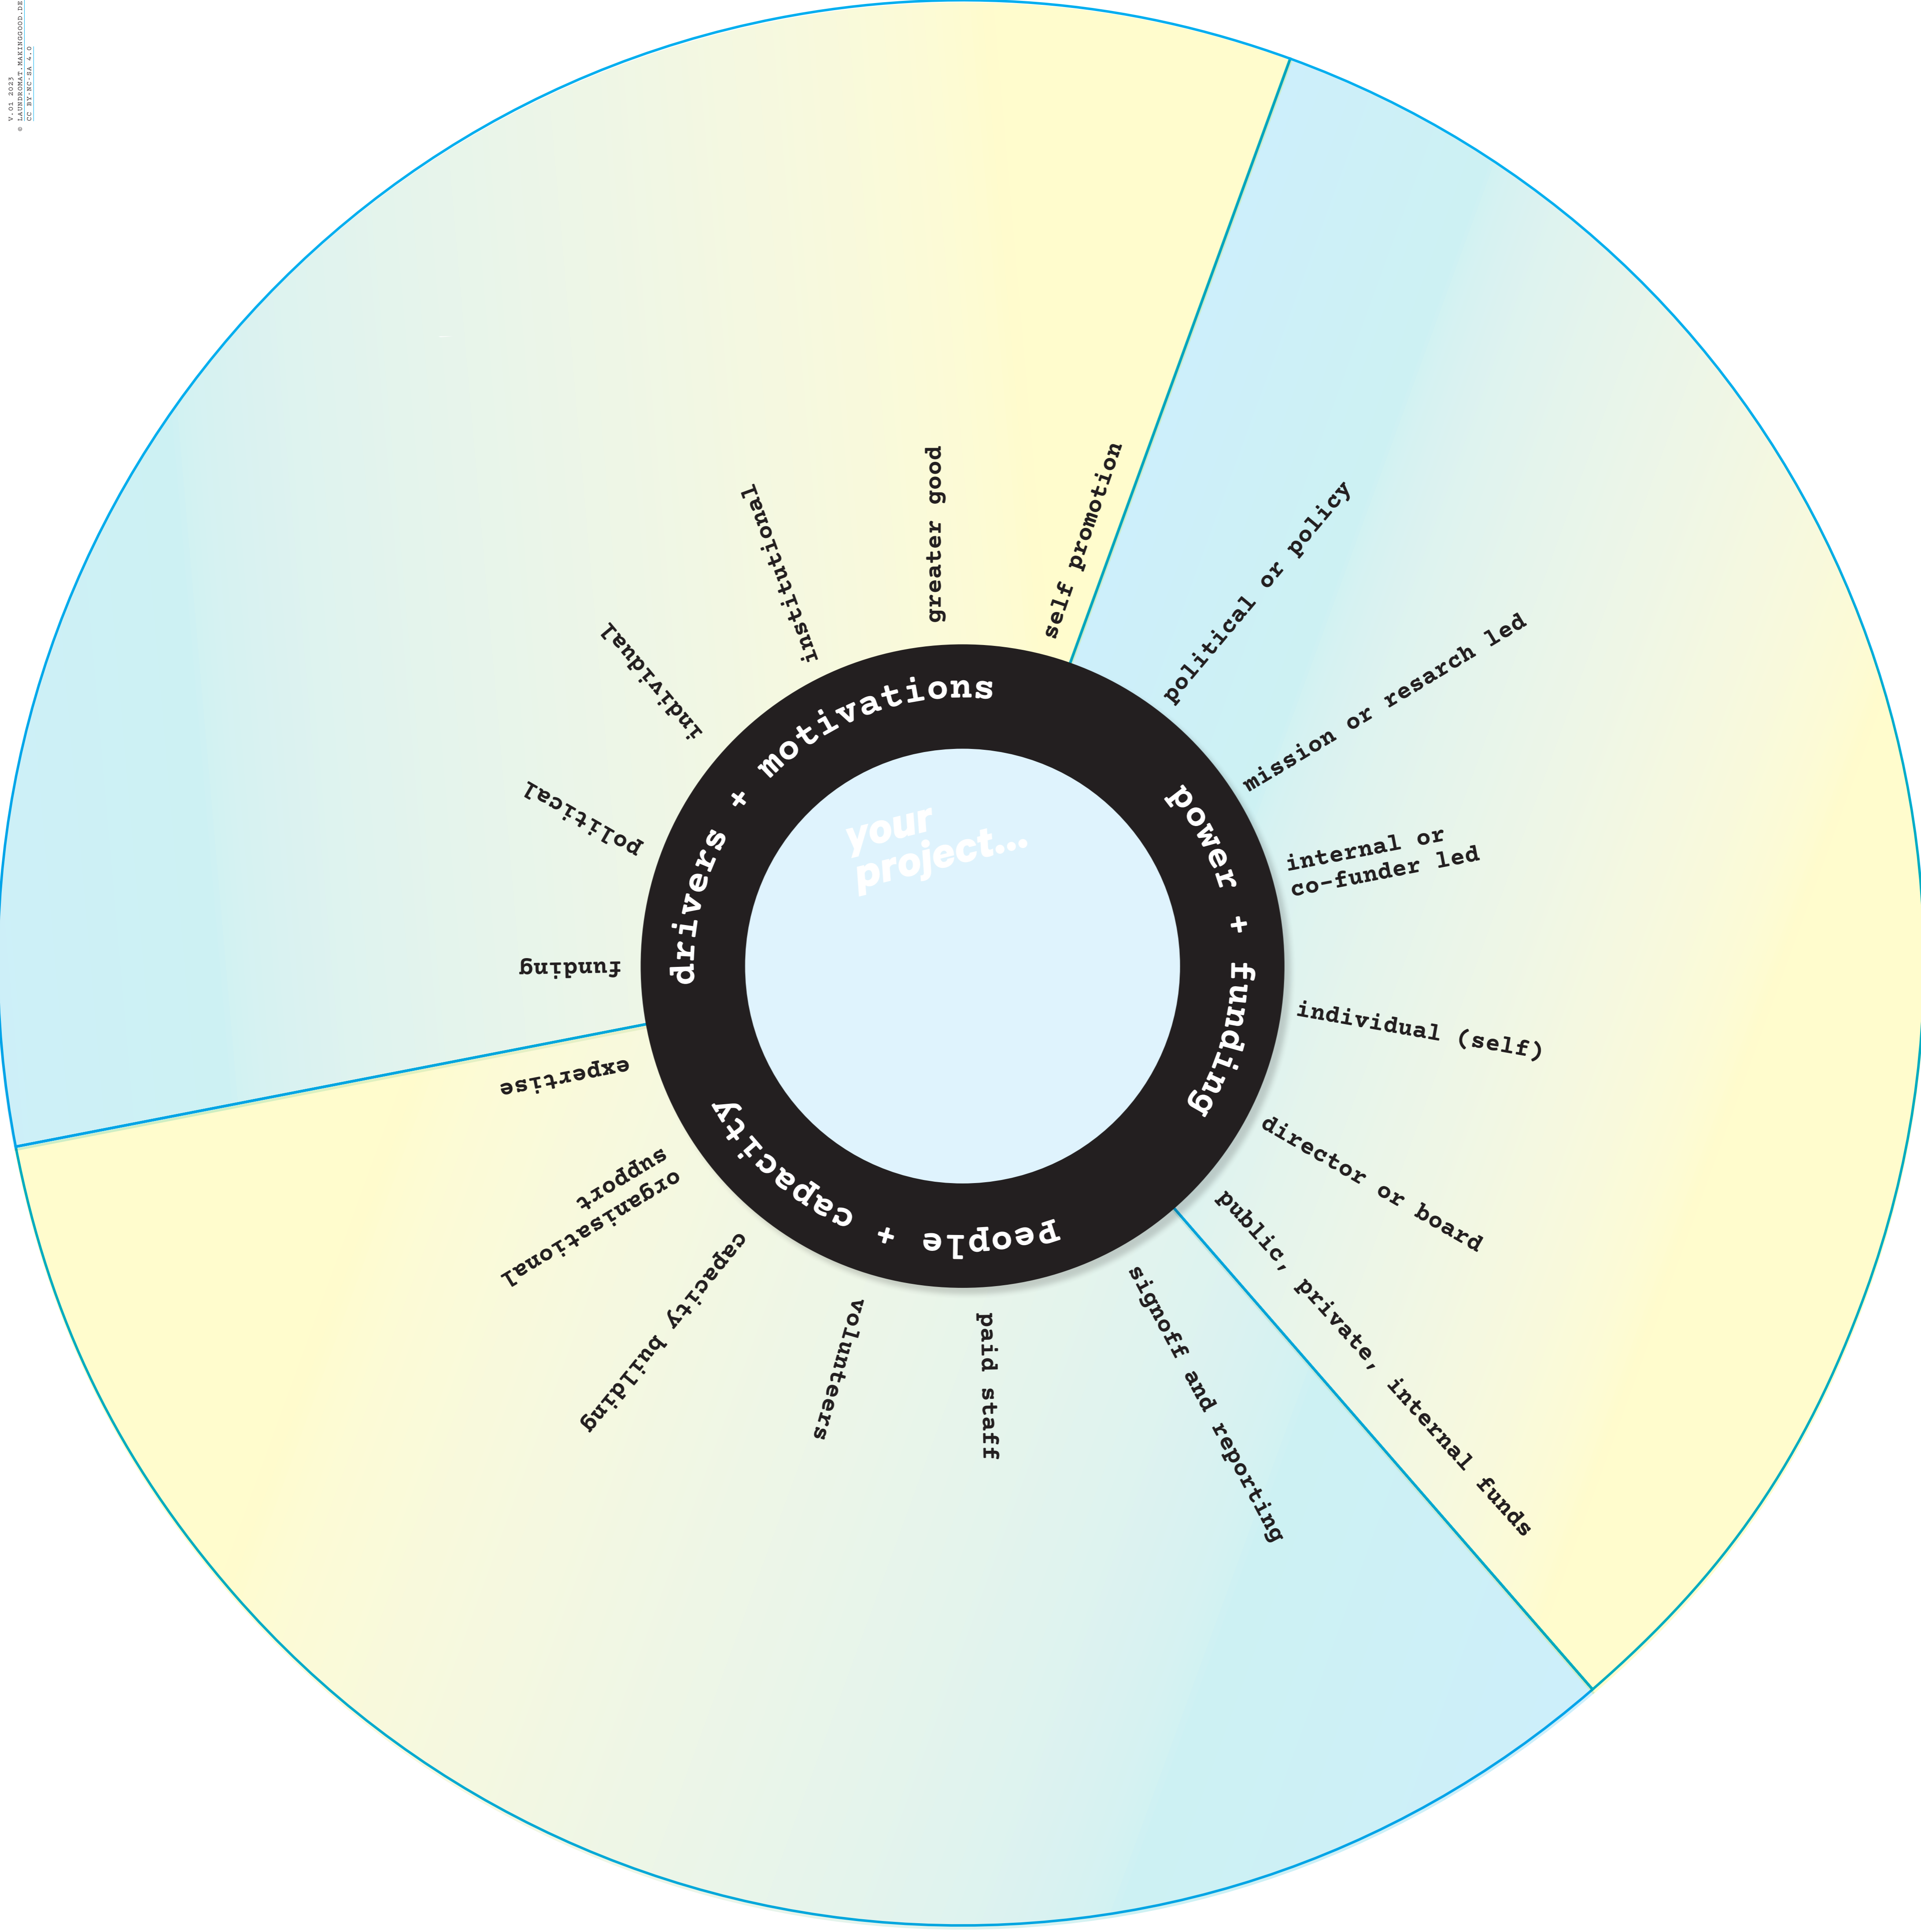 V.01 2023
© LAUNDROMAT.MAKINGGOOD.DE
CC BY-NC-SA 4.0
your
project...
drivers + motivations
funding
political
individual
institutional
greater good
self promotion
power + funding
political or policy
mission or resarch led
internal or
co-funder led
individual (self)
director or board
public, private, internal funds
People + capacity
signoff and reporting
paid staff
volunteers
capacity building
organisational
support
expertise